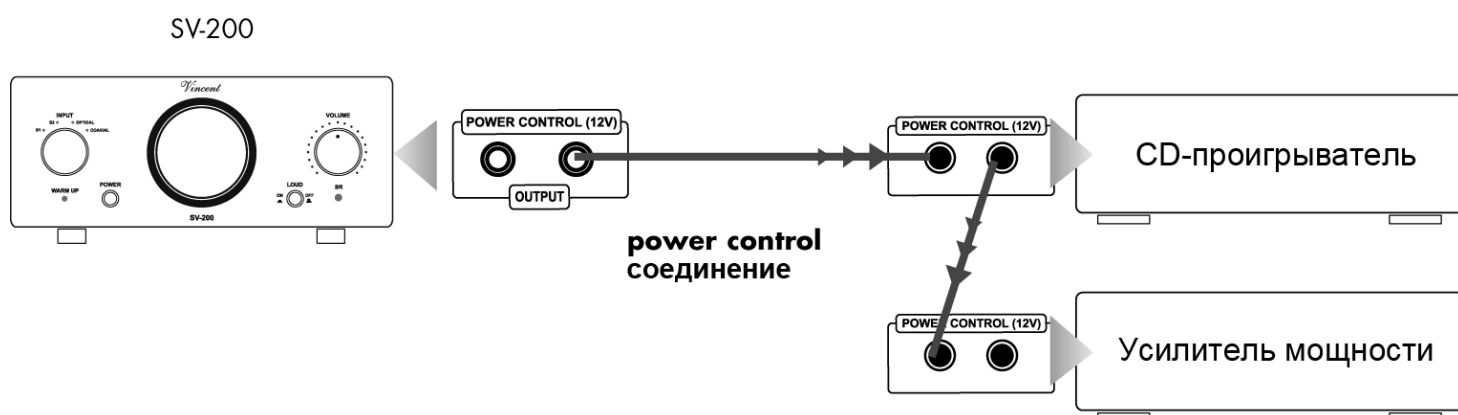 SV-200
Vincent
INPUT
S1
S2
OPTICAL
COAXIAL
VOLUME
WARM UP
POWER
LOUD
ON
OFF
SR
SV-200
POWER CONTROL (12V)
OUTPUT
power control
соединение
POWER CONTROL (12V)
CD-проигрыватель
POWER CONTROL (12V)
Усилитель мощности